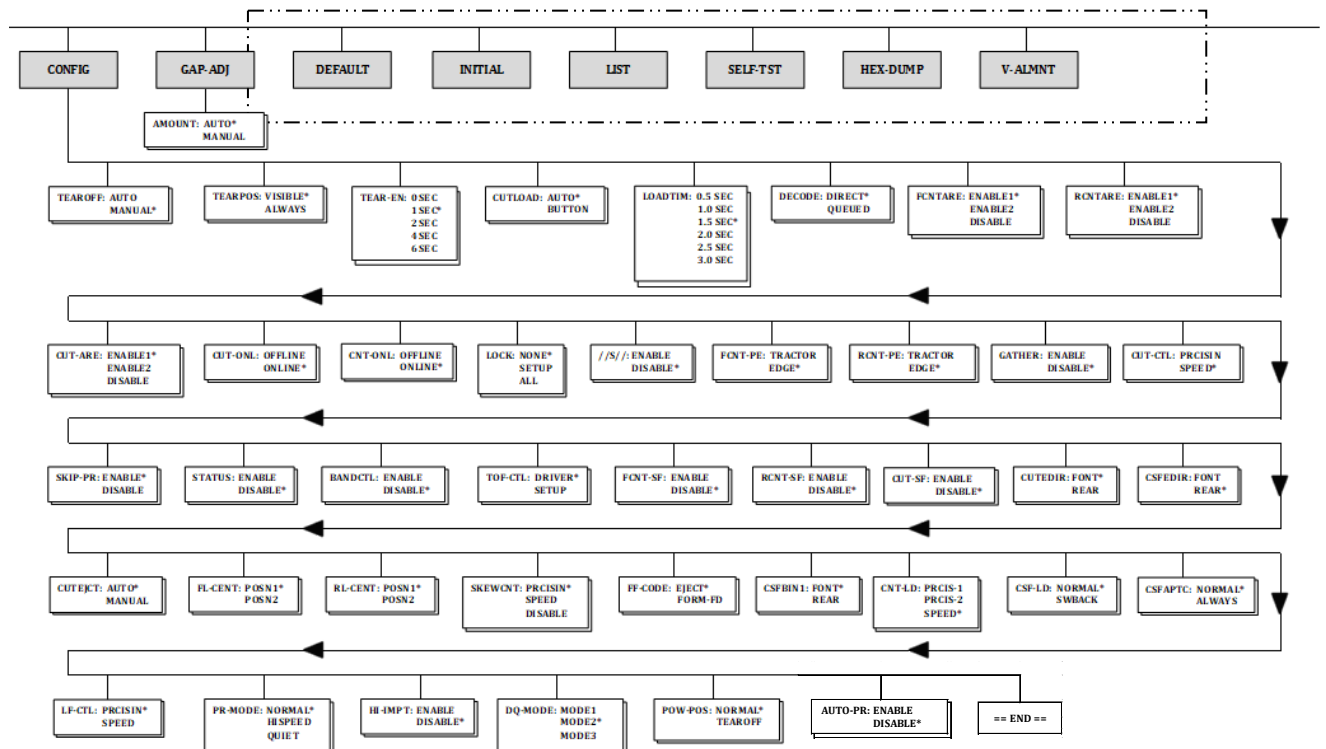 CONFIG
GAP-ADJ
DEFAULT
INITIAL
LIST
SELF-TST
HEX-DUMP
V-ALMNT
AMOUNT: AUTO*
MANUAL
TEAROFF: AUTO
MANUAL*
TEARPOS: VISIBLE*
ALWAYS
TEAR-EN: 0 SEC
1 SEC*
2 SEC
4 SEC
6 SEC
CUTLOAD: AUTO*
BUTTON
LOADTIM: 0.5 SEC
1.0 SEC
1.5 SEC*
2.0 SEC
2.5 SEC
3.0 SEC
DECODE: DIRECT*
QUEUED
FCNTARE: ENABLE1*
ENABLE2
DISABLE
RCNTARE: ENABLE1*
ENABLE2
DISABLE
CUT-ARE: ENABLE1*
ENABLE2
DISABLE
CUT-ONL: OFFLINE
ONLINE*
CNT-ONL: OFFLINE
ONLINE*
LOCK: NONE*
SETUP
ALL
//S//: ENABLE
DISABLE*
FCNT-PE: TRACTOR
EDGE*
RCNT-PE: TRACTOR
EDGE*
GATHER: ENABLE
DISABLE*
CUT-CTL: PRCISIN
SPEED*
SKIP-PR: ENABLE*
DISABLE
STATUS: ENABLE
DISABLE*
BANDCTL: ENABLE
DISABLE*
TOF-CTL: DRIVER*
SETUP
FCNT-SF: ENABLE
DISABLE*
RCNT-SF: ENABLE
DISABLE*
CUT-SF: ENABLE
DISABLE*
CUTEDIR: FONT*
REAR
CSFEDIR: FONT
REAR*
CUTEJCT: AUTO*
MANUAL
FL-CENT: POSN1*
POSN2
RL-CENT: POSN1*
POSN2
SKEWCNT: PRCISIN*
SPEED
DISABLE
FF-CODE: EJECT*
FORM-FD
CSFBIN1: FONT*
REAR
CNT-LD: PRCIS-1
PRCIS-2
SPEED*
CSF-LD: NORMAL*
SWBACK
CSFAPTC: NORMAL*
ALWAYS
LF-CTL: PRCISIN*
SPEED
PR-MODE: NORMAL*
HISPEED
QUIET
HI-IMPT: ENABLE
DISABLE*
DQ-MODE: MODE1
MODE2*
MODE3
POW-POS: NORMAL*
TEAROFF
AUTO-PR: ENABLE
DISABLE*
== END ==